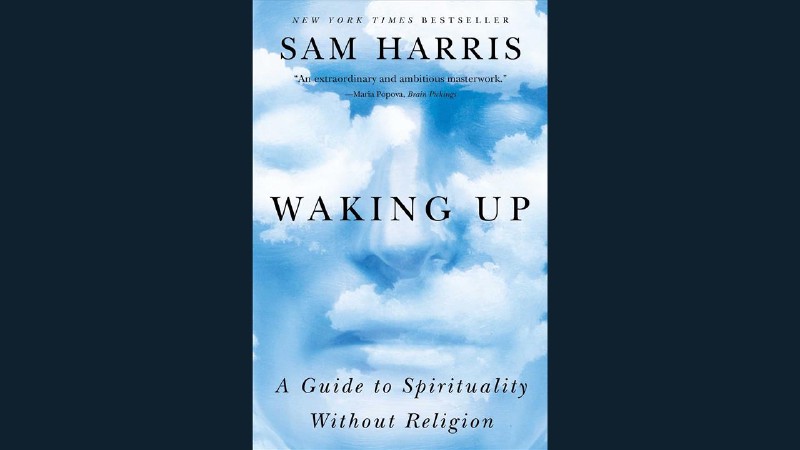 NEW YORK TIMES BESTSELLER
SAM HARRIS
“An extraordinary and ambitious masterwork.”
—Maria Popova, Brain Pickings
WAKING UP
A Guide to Spirituality
Without Religion